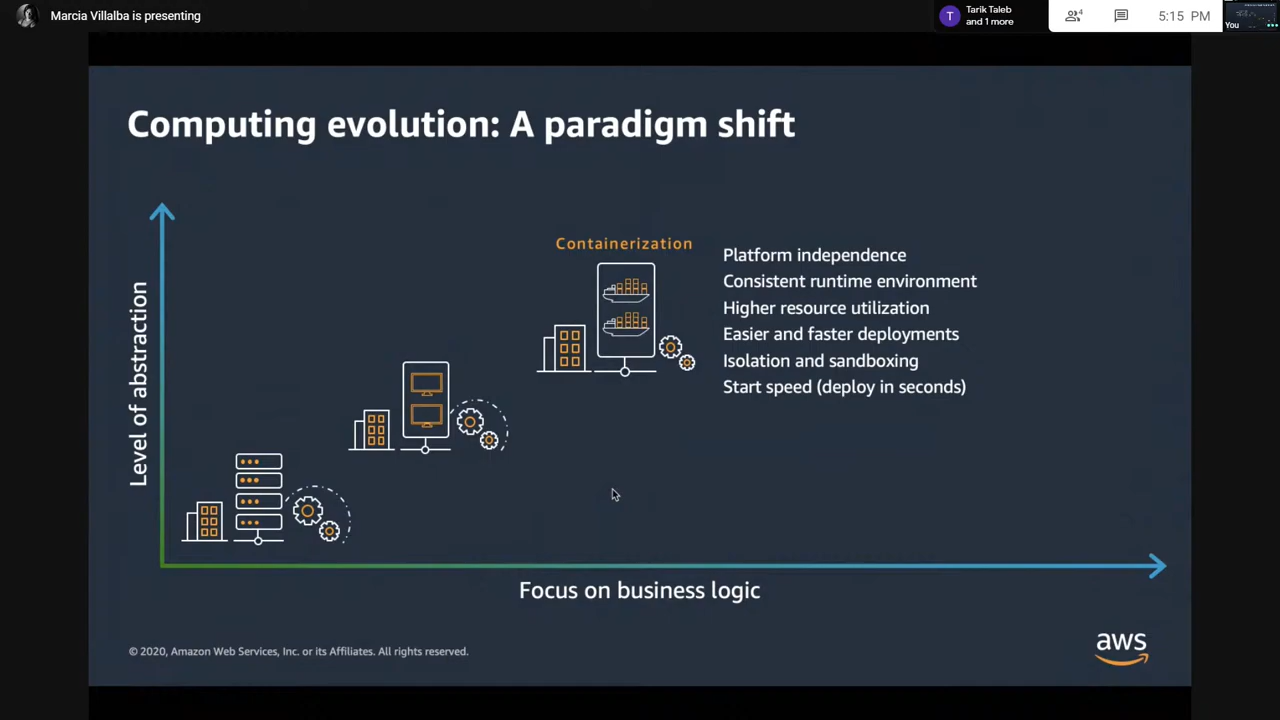 Marcia Villalba is presenting
T
Tarik Taleb
and 1 more
4
5:15 PM
You
Computing evolution: A paradigm shift
Level of abstraction
Containerization
Platform independence
Consistent runtime environment
Higher resource utilization
Easier and faster deployments
Isolation and sandboxing
Start speed (deploy in seconds)
Focus on business logic
© 2020, Amazon Web Services, Inc. or its Affiliates. All rights reserved.
aws